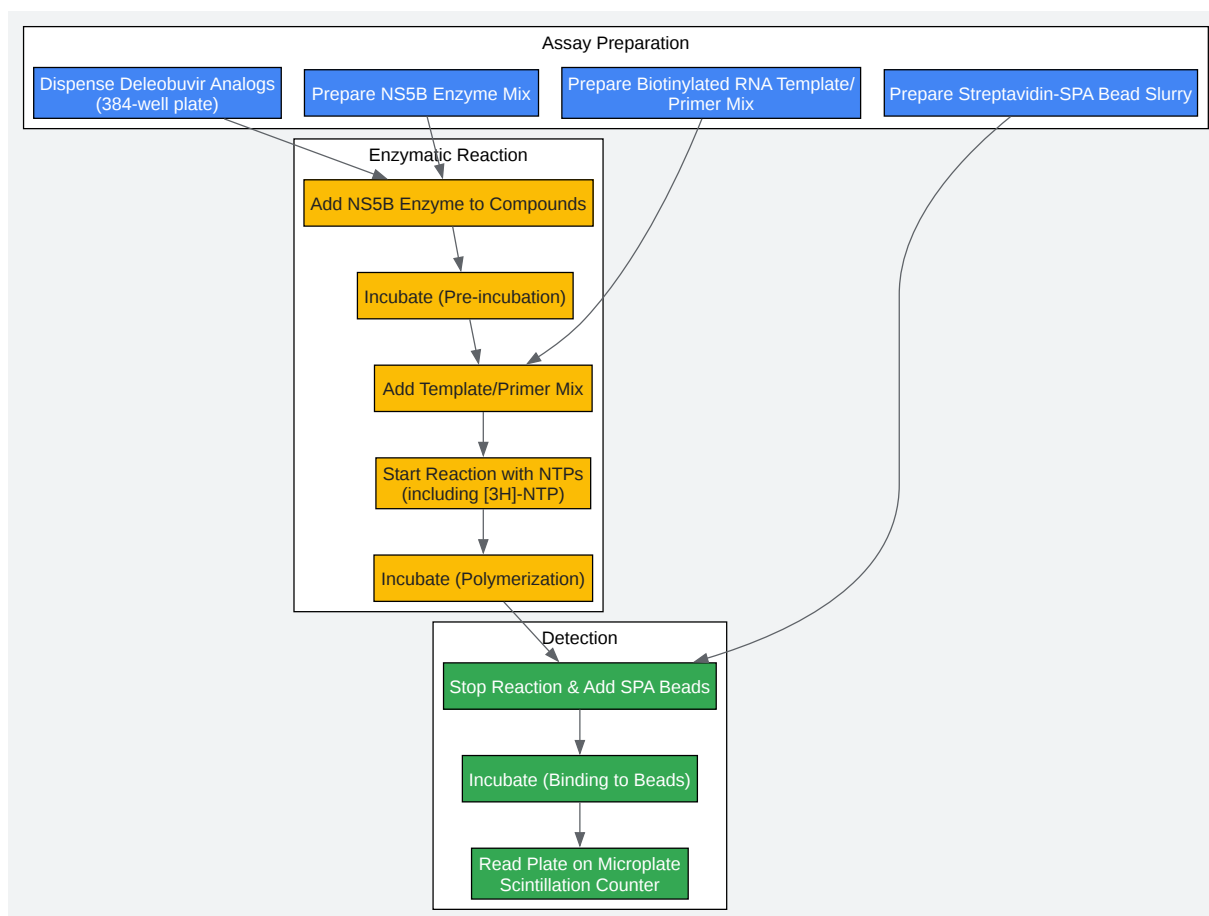 Assay Preparation
Dispense Deleobuvir Analogs
(384-well plate)
Prepare NS5B Enzyme Mix
Prepare Biotinylated RNA Template/
Primer Mix
Prepare Streptavidin-SPA Bead Slurry
Enzymatic Reaction
Add NS5B Enzyme to Compounds
Incubate (Pre-incubation)
Add Template/Primer Mix
Start Reaction with NTPs
(including [3H]-NTP)
Incubate (Polymerization)
Detection
Stop Reaction & Add SPA Beads
Incubate (Binding to Beads)
Read Plate on Microplate
Scintillation Counter